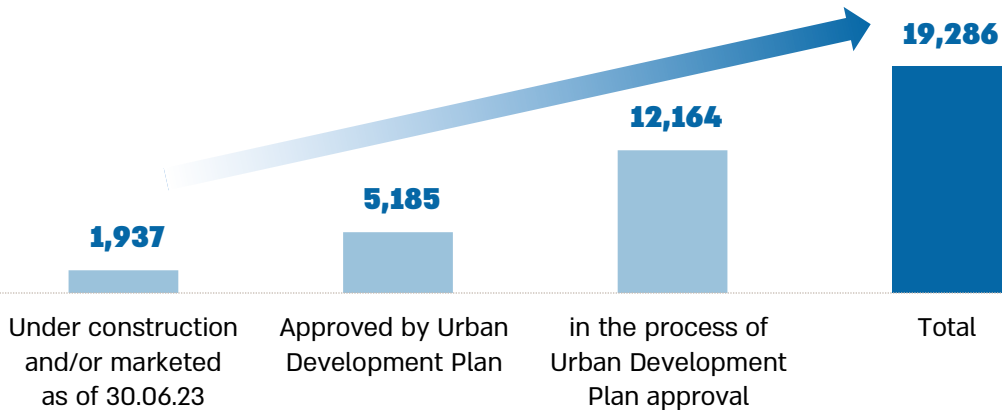 19,286
12,164
5,185
1,937
Under construction
and/or marketed
as of 30.06.23
Approved by Urban
Development Plan
in the process of
Urban Development
Plan approval
Total